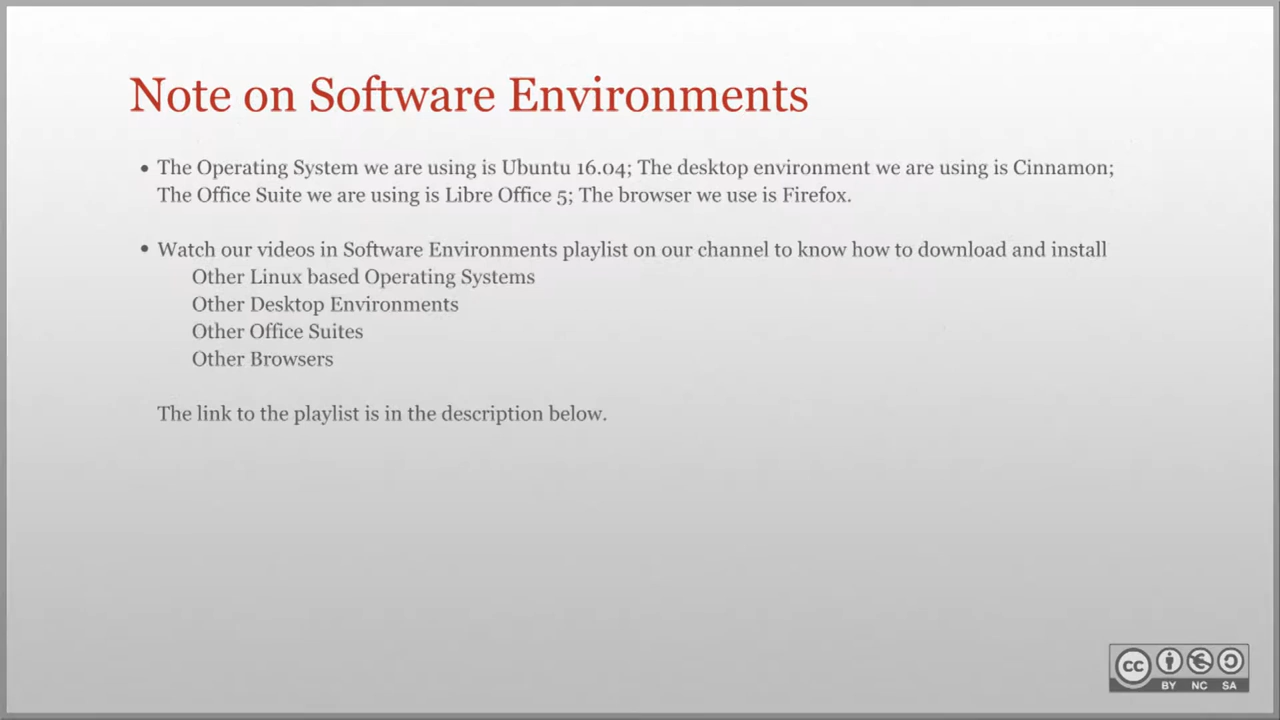 Note on Software Environments
• The Operating System we are using is Ubuntu 16.04; The desktop environment we are using is Cinnamon;
The Office Suite we are using is Libre Office 5; The browser we use is Firefox.
• Watch our videos in Software Environments playlist on our channel to know how to download and install
Other Linux based Operating Systems
Other Desktop Environments
Other Office Suites
Other Browsers
The link to the playlist is in the description below.
cc
BY NC SA